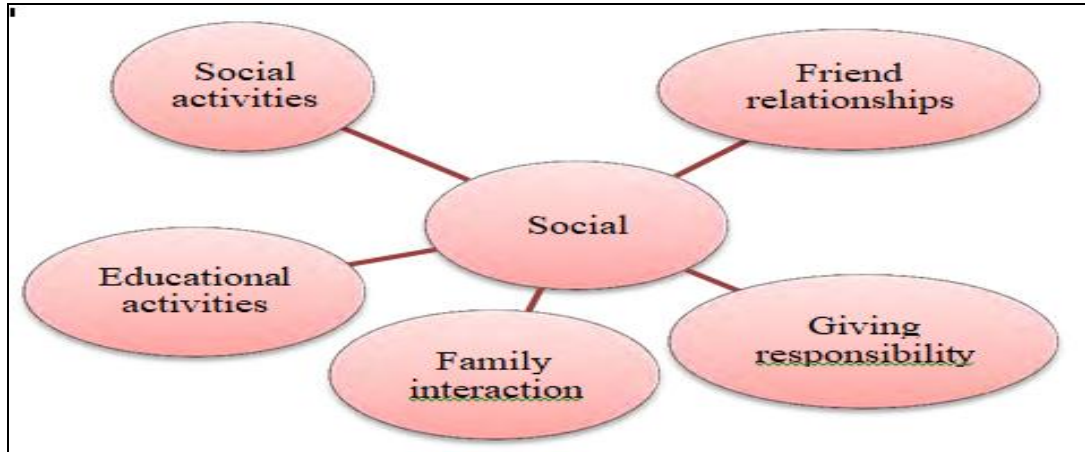 Social
activities
Friend
relationships
Social
Educational
activities
Giving
responsibility
Family
interaction